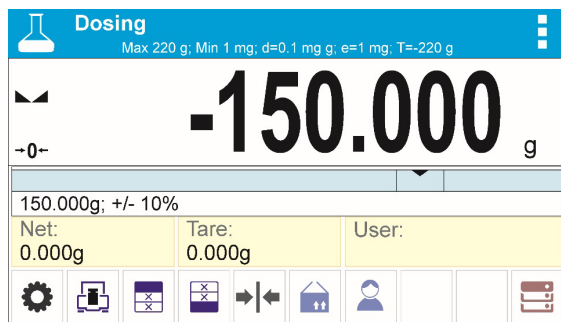 Dosing
Max 220 g; Min 1 mg; d=0.1 mg g; e=1 mg; T=-220 g
-150.000 g
→0←
150.000g; +/- 10%
Net: Tare: User:
0.000g 0.000g